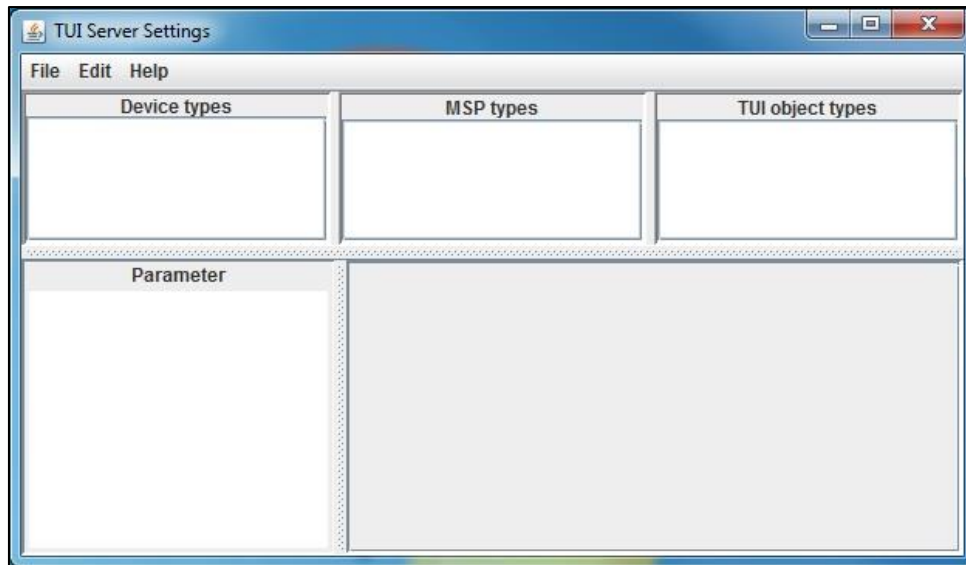 TUI Server Settings
File Edit Help
Device types MSP types TUI object types
Parameter